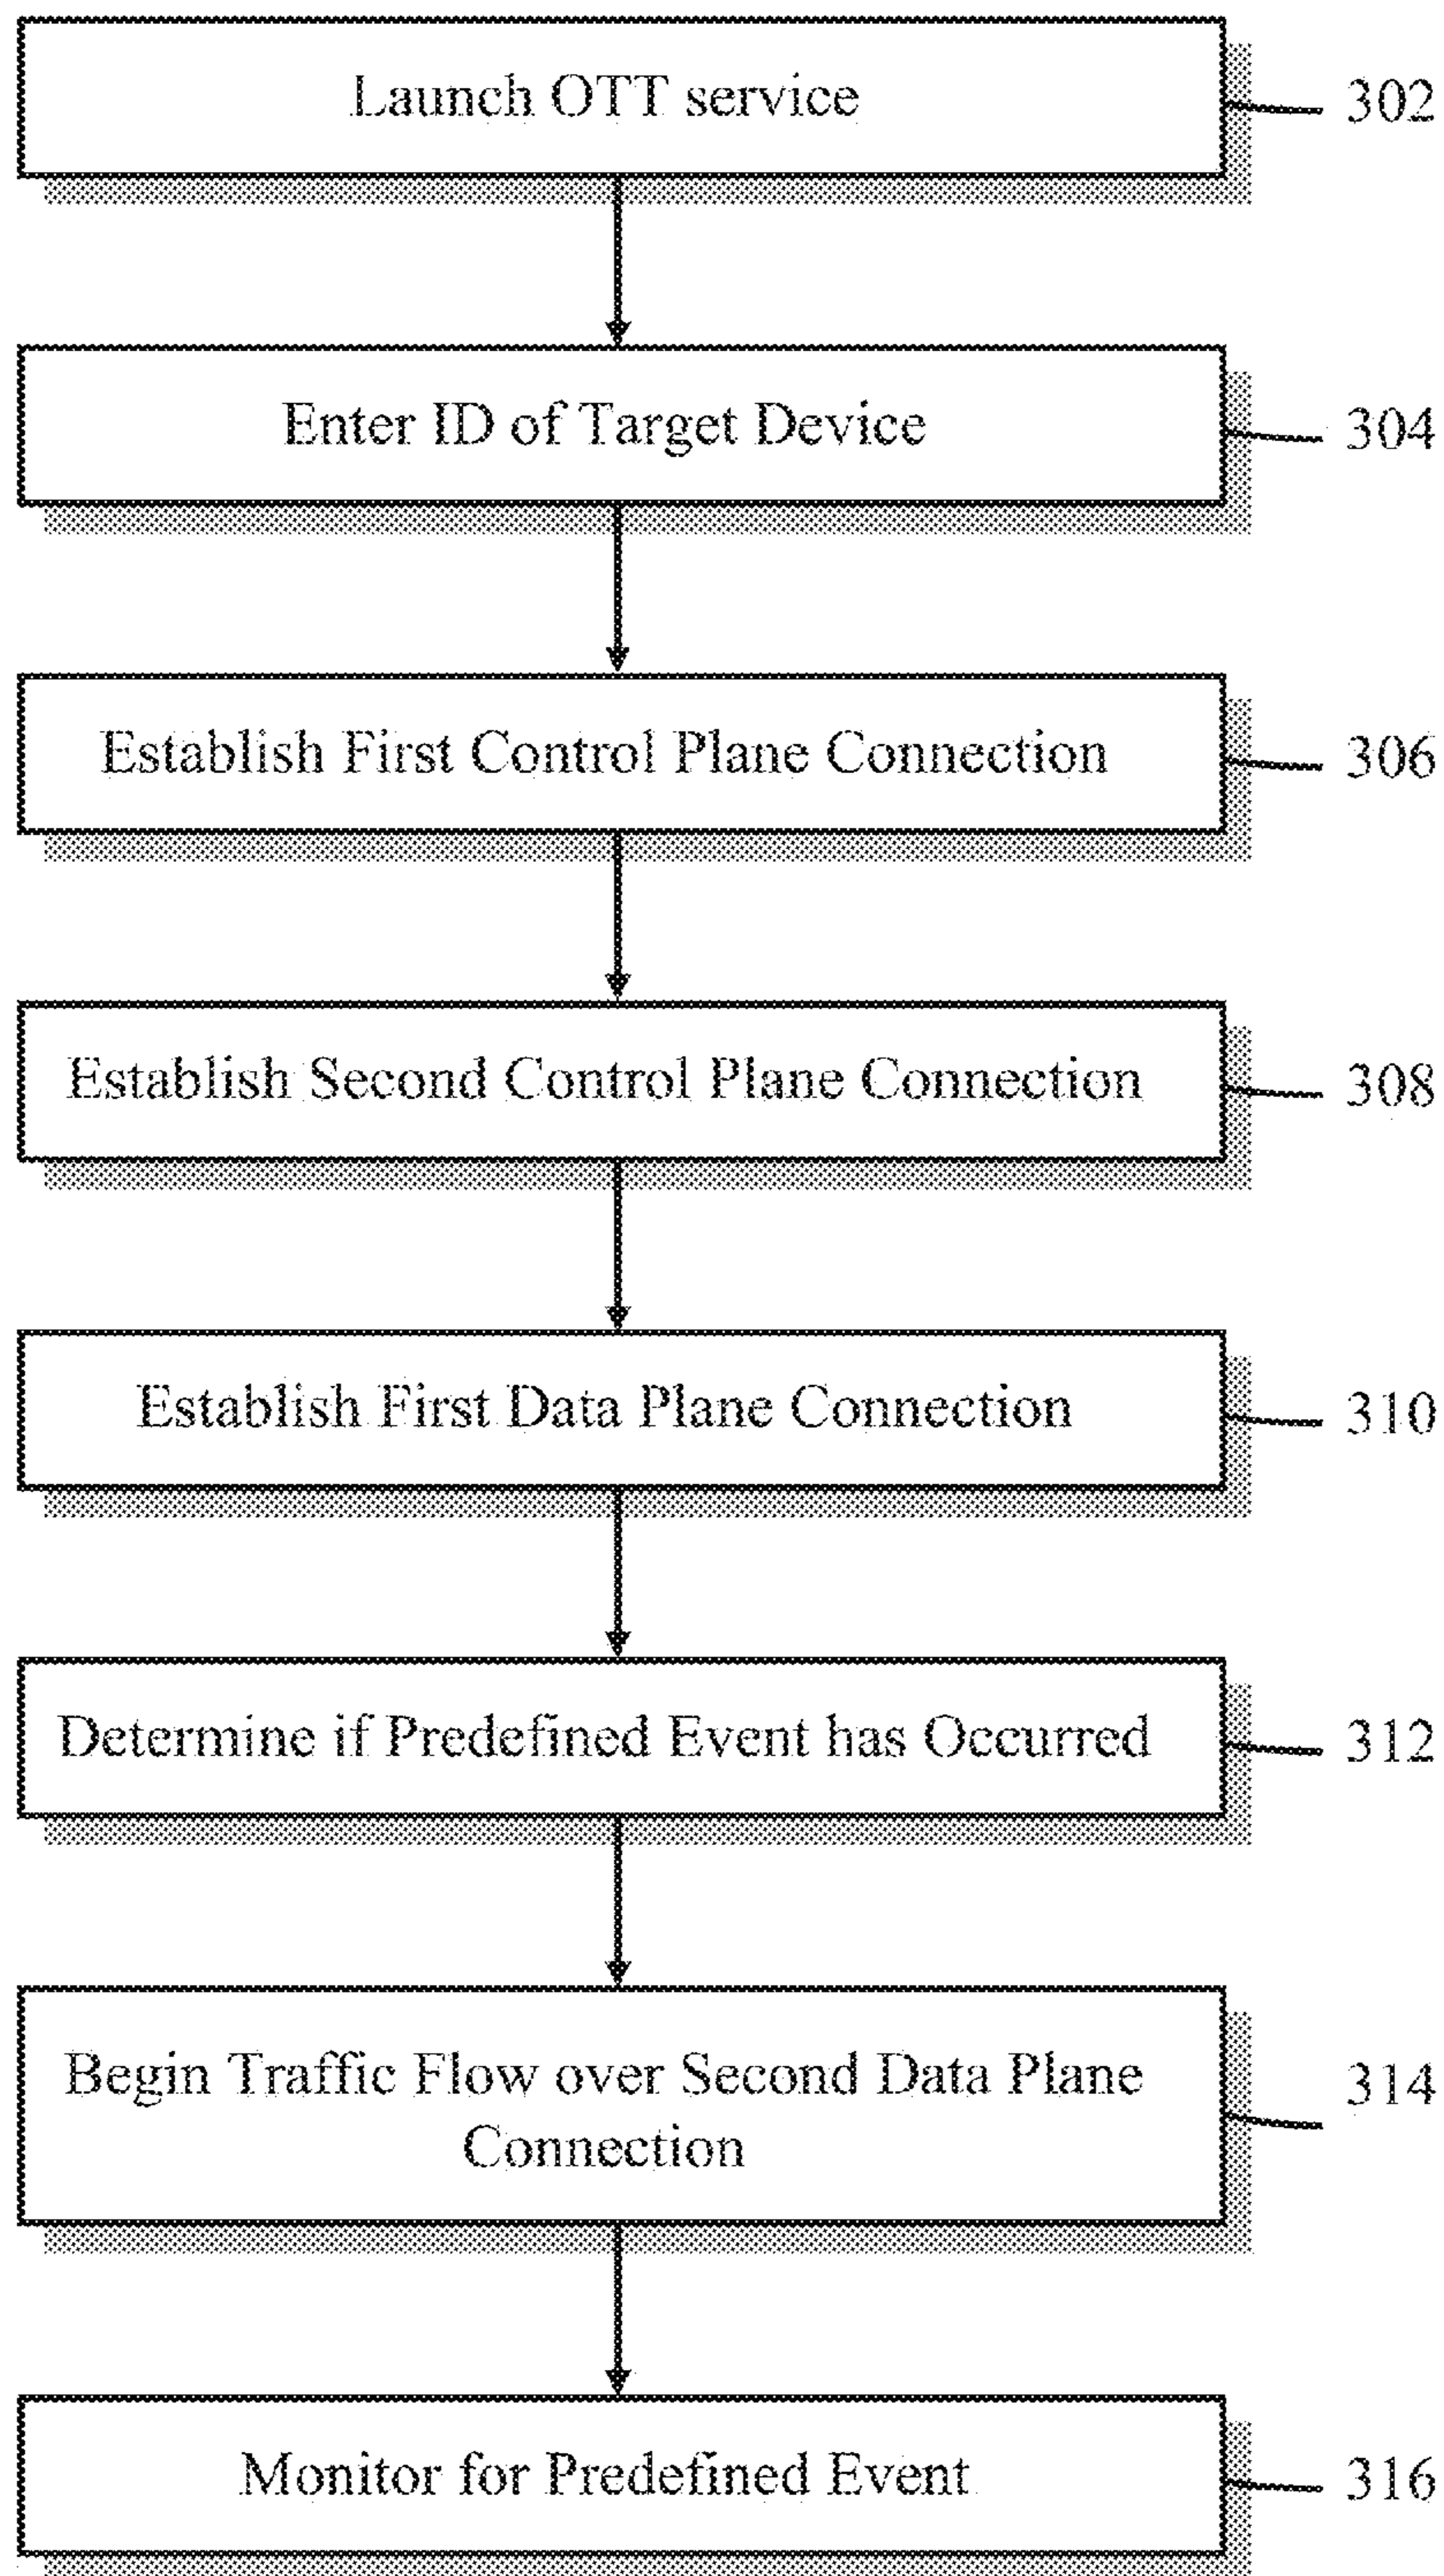 Launch OTT service
302
Enter ID of Target Device
304
Establish First Control Plane Connection
306
Establish Second Control Plane Connection
308
Establish First Data Plane Connection
310
Determine if Predefined Event has Occurred
312
Begin Traffic Flow over Second Data Plane
Connection
314
Monitor for Predefined Event
316